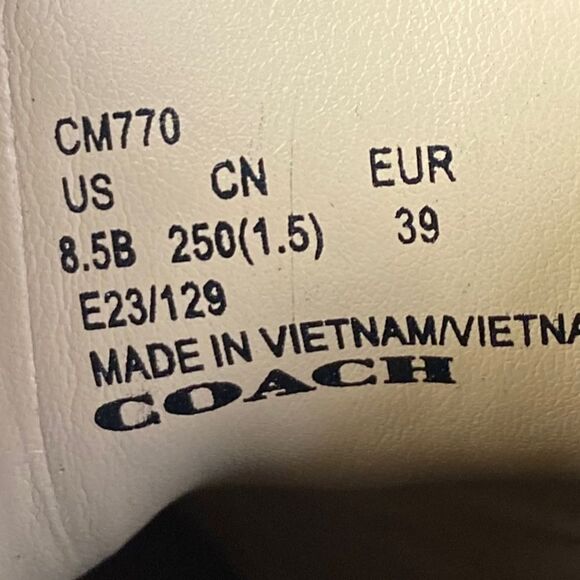 CM770
US CN EUR
8.5B 250(1.5) 39
E23/129
MADE IN VIETNAM/VIETNA
COACH